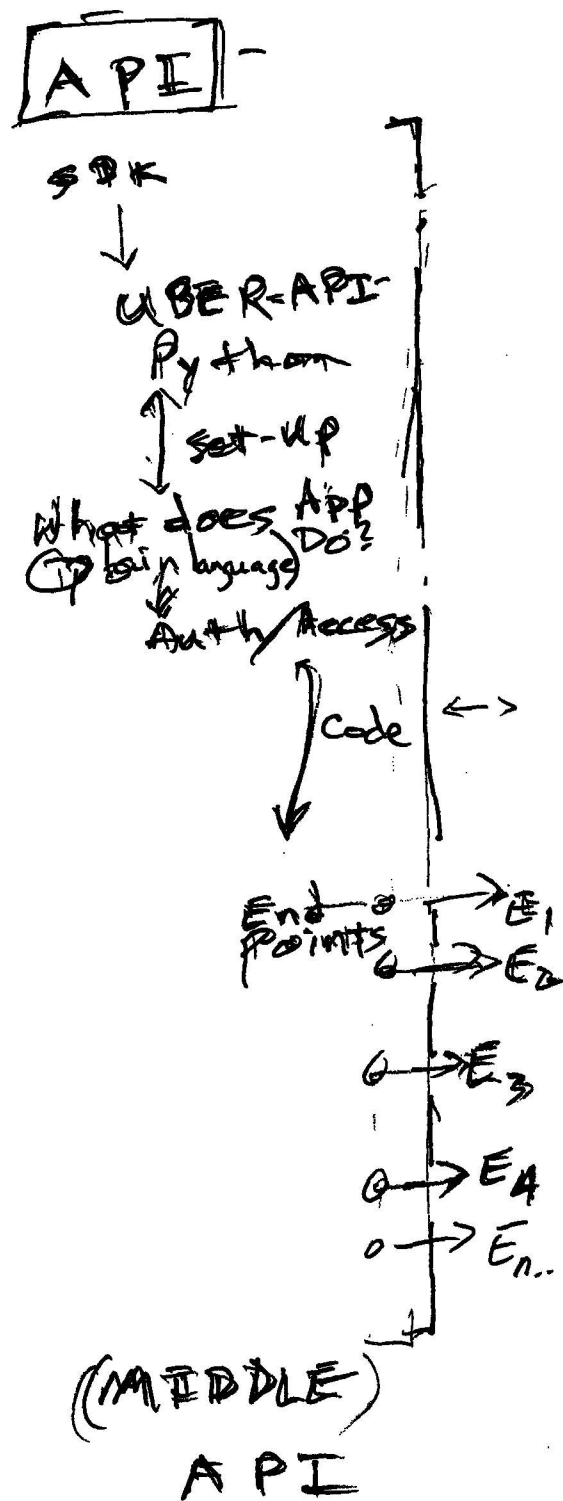 API
SDK
UBER-API
Python
set-up
What does App
Do?
(plain language)
Auth/Access
Code
End
Points
E1
E2
E3
E4
En..
(MIDDLE)
API